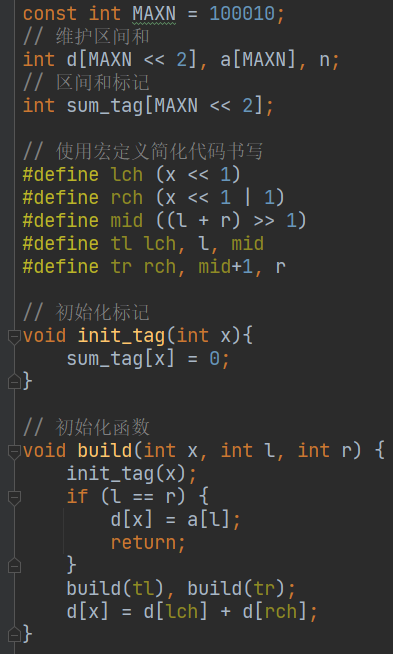 const int MAXN = 100010;
// 维护区间和
int d[MAXN << 2], a[MAXN], n;
// 区间和标记
int sum_tag[MAXN << 2];

// 使用宏定义简化代码书写
#define lch (x << 1)
#define rch (x << 1 | 1)
#define mid ((l + r) >> 1)
#define tl lch, l, mid
#define tr rch, mid+1, r

// 初始化标记
void init_tag(int x){
    sum_tag[x] = 0;
}

// 初始化函数
void build(int x, int l, int r) {
    init_tag(x);
    if (l == r) {
        d[x] = a[l];
        return;
    }
    build(tl), build(tr);
    d[x] = d[lch] + d[rch];
}